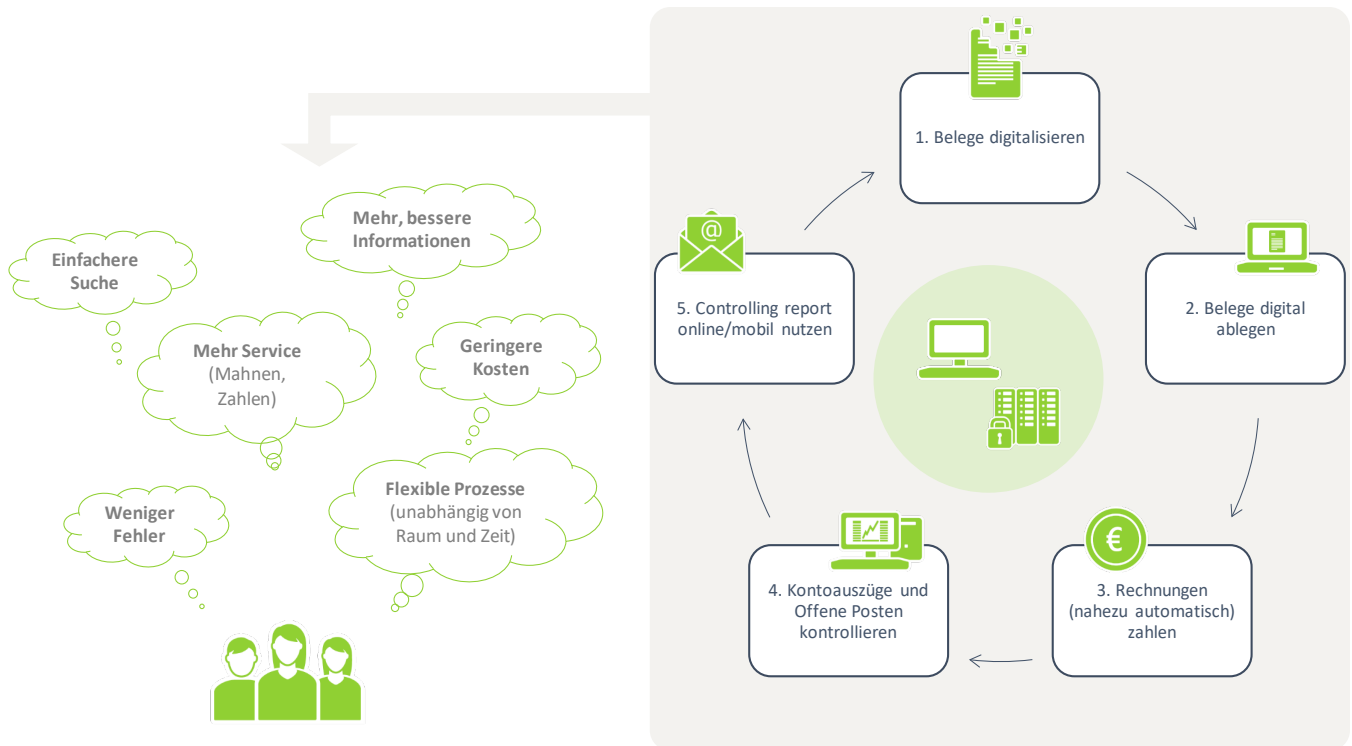 Mehr, bessere
Informationen
Einfachere
Suche
Mehr Service
(Mahnen,
Zahlen)
Geringere
Kosten
Flexible Prozesse
(unabhängig von
Raum und Zeit)
Weniger
Fehler
1. Belege digitalisieren
2. Belege digital
ablegen
€
3. Rechnungen
(nahezu automatisch)
zahlen
4. Kontoauszüge und
Offene Posten
kontrollieren
@
5. Controlling report
online/mobil nutzen